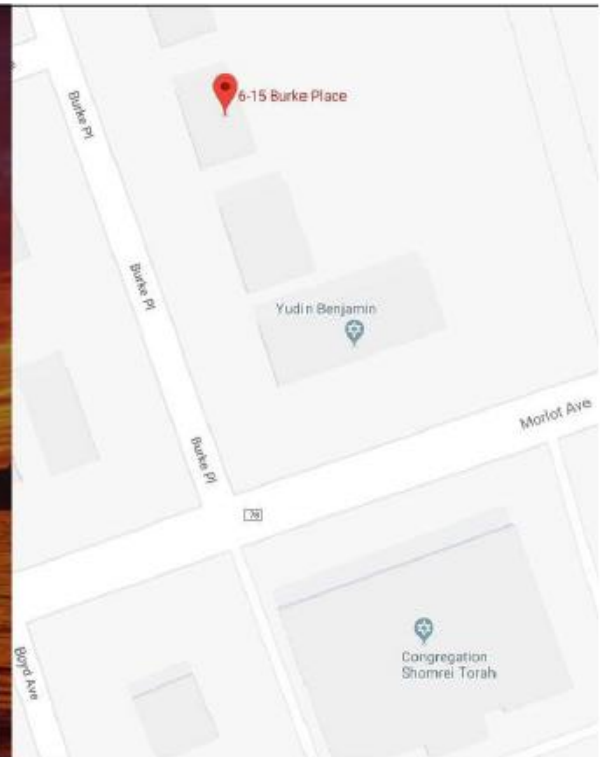 Burke Pl
6-15 Burke Place
Burke Pl
Yudin Benjamin
Morlot Ave
Burke Pl
Congregation
Shomrei Torah
Boyd Ave